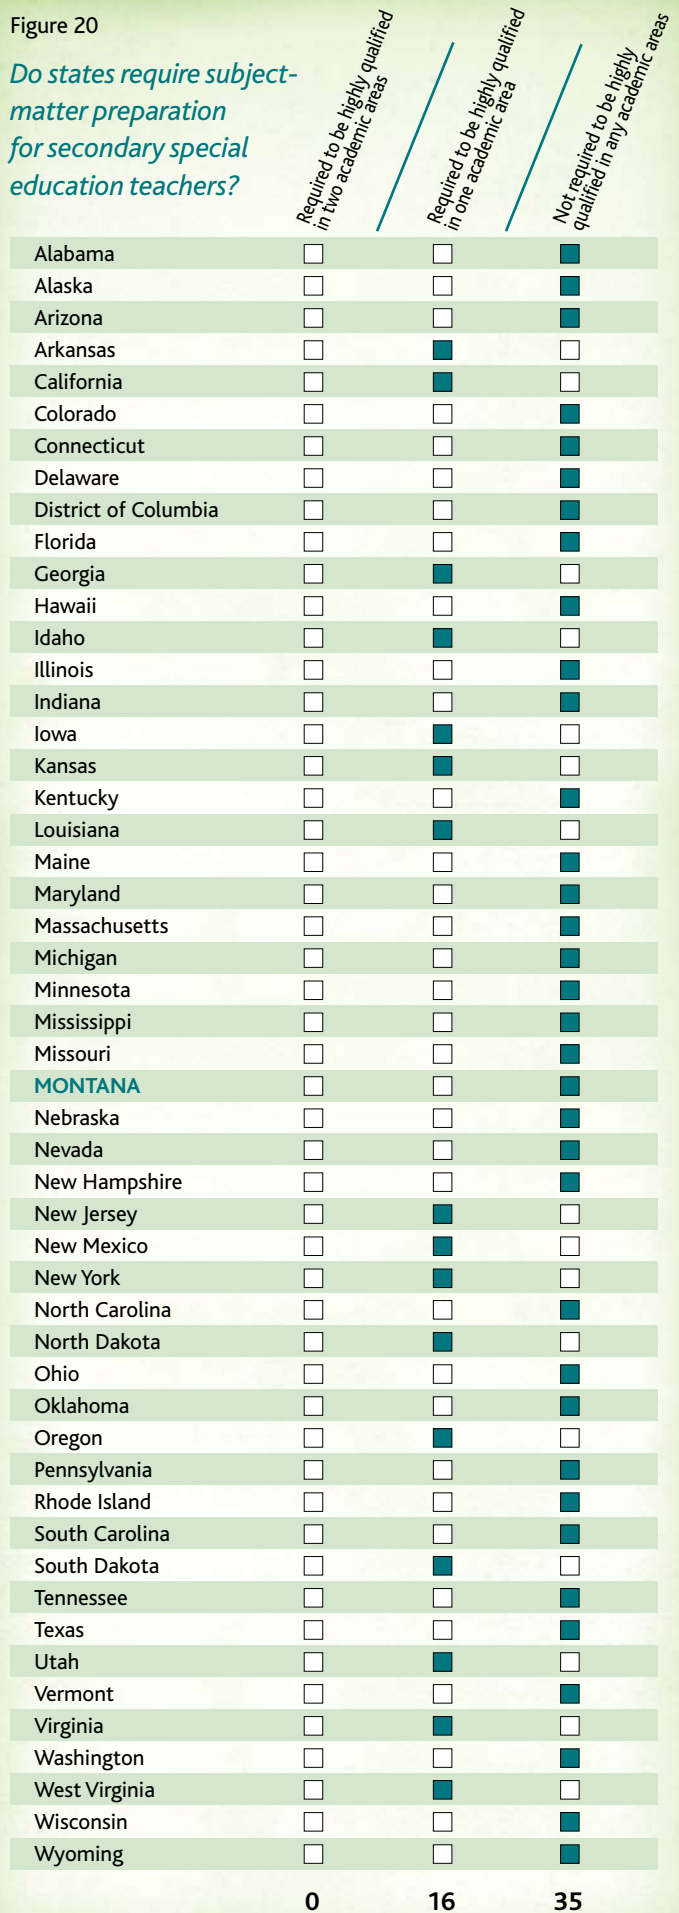 Figure 20
Do states require subject-
matter preparation
for secondary special
education teachers?
Required to be highly qualified
in two academic areas
Required to be highly qualified
in one academic area
Not required to be highly
qualified in any academic areas
Alabama
Alaska
Arizona
Arkansas
California
Colorado
Connecticut
Delaware
District of Columbia
Florida
Georgia
Hawaii
Idaho
Illinois
Indiana
Iowa
Kansas
Kentucky
Louisiana
Maine
Maryland
Massachusetts
Michigan
Minnesota
Mississippi
Missouri
MONTANA
Nebraska
Nevada
New Hampshire
New Jersey
New Mexico
New York
North Carolina
North Dakota
Ohio
Oklahoma
Oregon
Pennsylvania
Rhode Island
South Carolina
South Dakota
Tennessee
Texas
Utah
Vermont
Virginia
Washington
West Virginia
Wisconsin
Wyoming
0 16 35